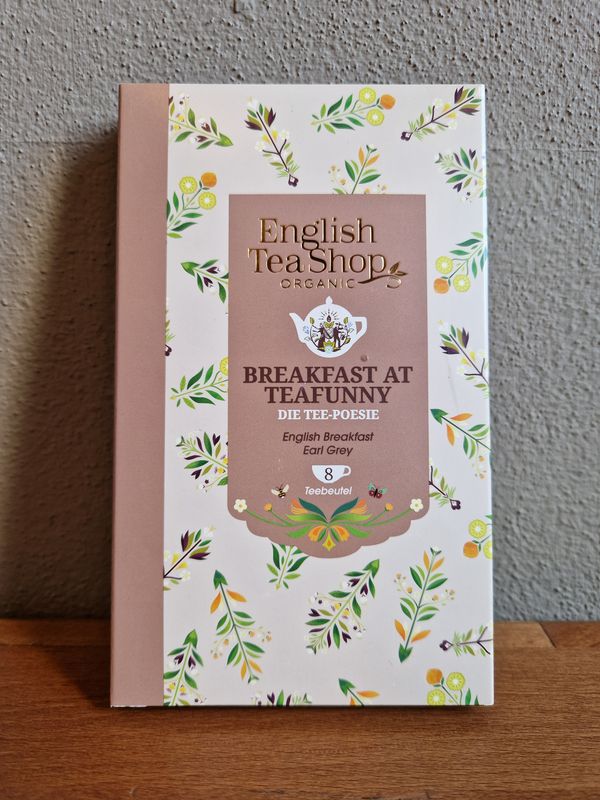 English
Tea Shop
ORGANIC
BREAKFAST AT
TEAFUNNY
DIE TEE-POESIE
English Breakfast
Earl Grey
8
Teebeutel